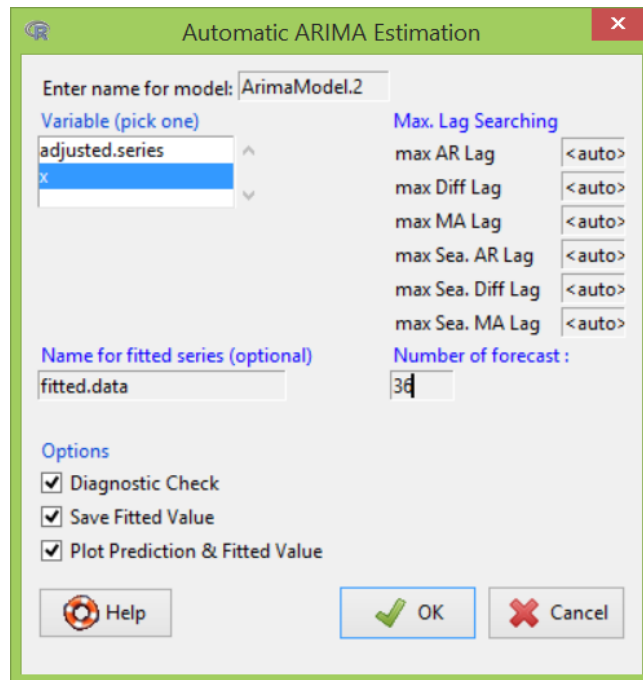 Automatic ARIMA Estimation
Enter name for model: ArimaModel.2
Variable (pick one)
adjusted.series
x
Max. Lag Searching
max AR Lag <auto>
max Diff Lag <auto>
max MA Lag <auto>
max Sea. AR Lag <auto>
max Sea. Diff Lag <auto>
max Sea. MA Lag <auto>
Name for fitted series (optional)
fitted.data
Number of forecast :
36
Options
Diagnostic Check
Save Fitted Value
Plot Prediction & Fitted Value
Help OK Cancel